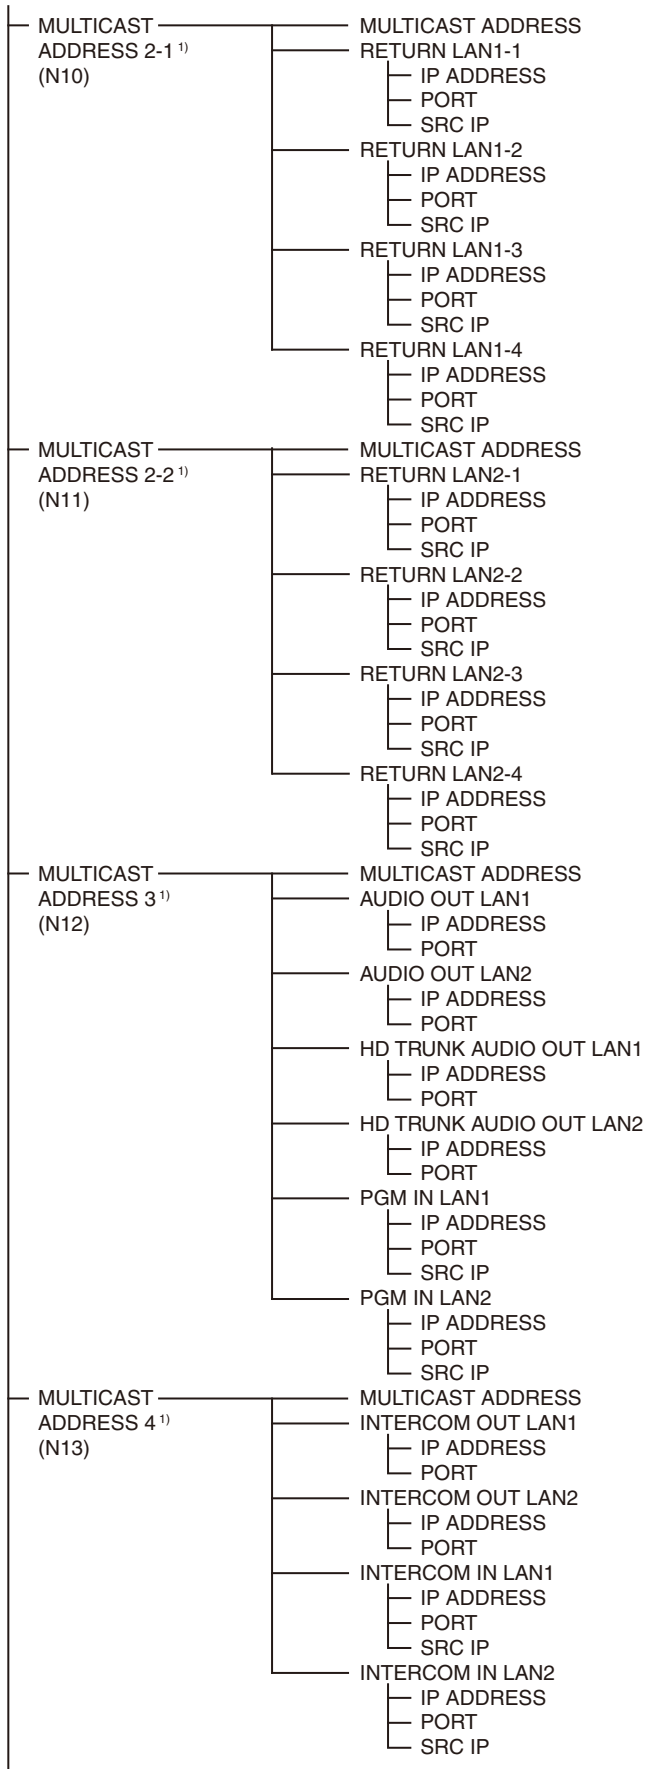 MULTICAST
ADDRESS 2-1 1)
(N10)
MULTICAST ADDRESS
RETURN LAN1-1
IP ADDRESS
PORT
SRC IP
RETURN LAN1-2
IP ADDRESS
PORT
SRC IP
RETURN LAN1-3
IP ADDRESS
PORT
SRC IP
RETURN LAN1-4
IP ADDRESS
PORT
SRC IP
MULTICAST
ADDRESS 2-2 1)
(N11)
MULTICAST ADDRESS
RETURN LAN2-1
IP ADDRESS
PORT
SRC IP
RETURN LAN2-2
IP ADDRESS
PORT
SRC IP
RETURN LAN2-3
IP ADDRESS
PORT
SRC IP
RETURN LAN2-4
IP ADDRESS
PORT
SRC IP
MULTICAST
ADDRESS 3 1)
(N12)
MULTICAST ADDRESS
AUDIO OUT LAN1
IP ADDRESS
PORT
AUDIO OUT LAN2
IP ADDRESS
PORT
HD TRUNK AUDIO OUT LAN1
IP ADDRESS
PORT
HD TRUNK AUDIO OUT LAN2
IP ADDRESS
PORT
PGM IN LAN1
IP ADDRESS
PORT
SRC IP
PGM IN LAN2
IP ADDRESS
PORT
SRC IP
MULTICAST
ADDRESS 4 1)
(N13)
MULTICAST ADDRESS
INTERCOM OUT LAN1
IP ADDRESS
PORT
INTERCOM OUT LAN2
IP ADDRESS
PORT
INTERCOM IN LAN1
IP ADDRESS
PORT
SRC IP
INTERCOM IN LAN2
IP ADDRESS
PORT
SRC IP